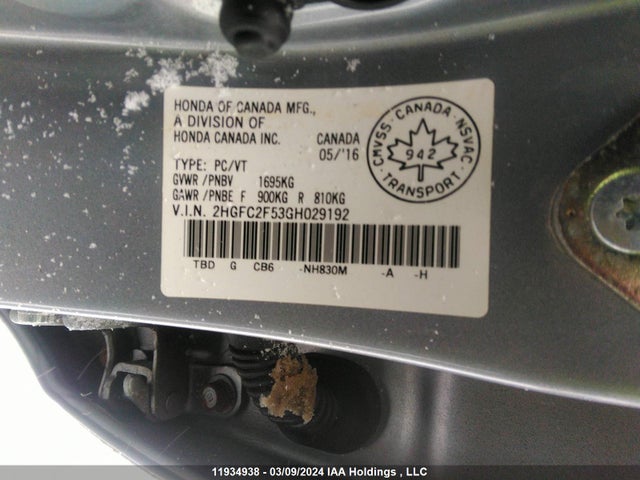 HONDA OF CANADA MFG.,
A DIVISION OF
HONDA CANADA INC. CANADA
05/'16
TYPE: PC/VT
GVWR /PNBV 1695KG
GAWR /PNBE F 900KG R 810KG
V.I.N. 2HGFC2F53GH029192
TBD G CB6 -NH830M -A -H
CMVSS - CANADA - NSVAC
942
TRANSPORT
11934938 - 03/09/2024 IAA Holdings , LLC